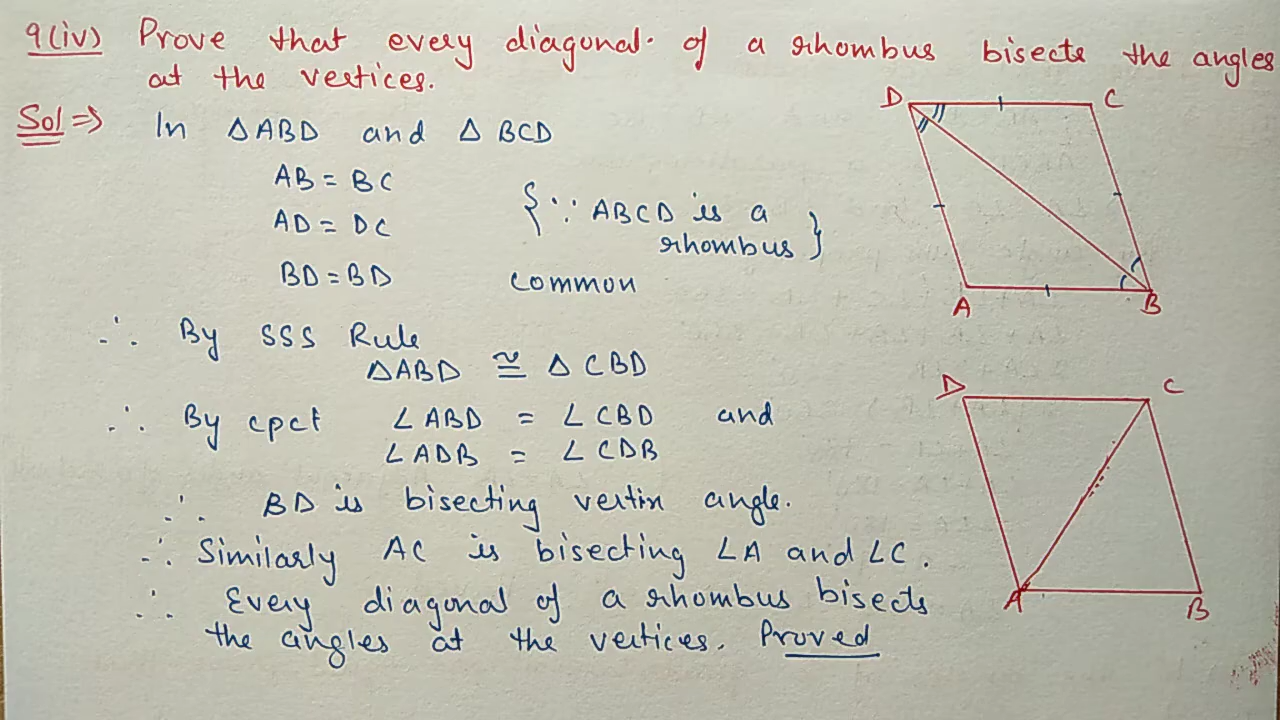 9(iv) Prove that every diagonal of a rhombus bisects the angles
at the vertices.
Sol ⇒ In △ABD and △ BCD
AB = BC
AD = DC
{∵ ABCD is a
rhombus}
BD = BD common
∴ By SSS Rule
△ABD ≅ △ CBD
∴ By cpct ∠ABD = ∠CBD and
∠ADB = ∠CDB
∴ BD is bisecting vertix angle.
∴ Similarly AC is bisecting ∠A and ∠C.
∴ Every diagonal of a rhombus bisects
the angles at the vertices. Proved
D C
A B
D C
A B